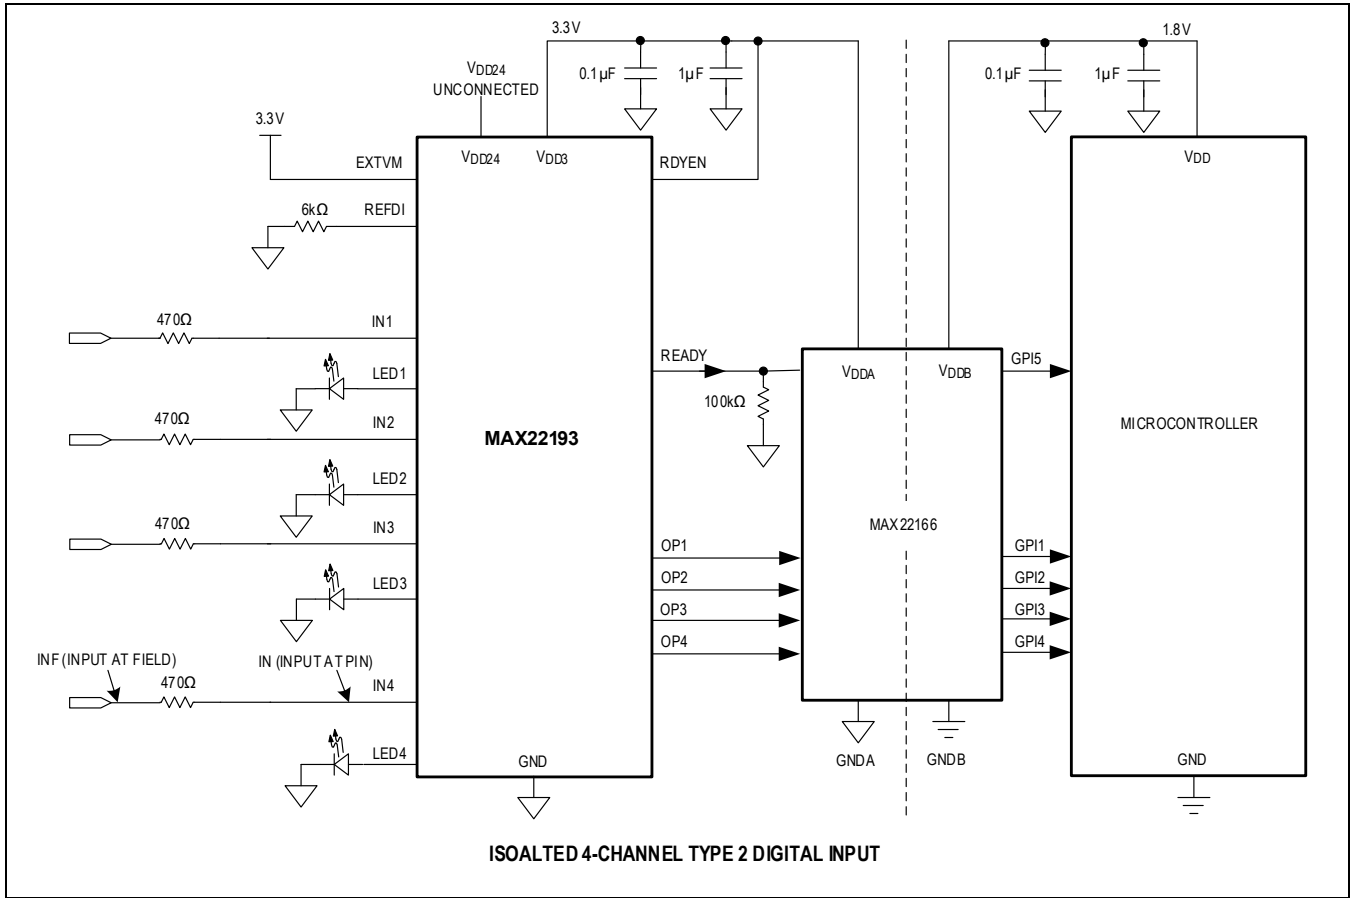 3.3V
1.8V
VDD24
UNCONNECTED
0.1µF
1µF
0.1µF
1µF
3.3V
EXTVM
VDD24
VDD3
RDYEN
VDD
6kΩ
REFDI
470Ω
IN1
READY
GPI5
LED1
VDDA
VDDB
100kΩ
470Ω
IN2
MAX22193
MICROCONTROLLER
LED2
470Ω
IN3
MAX22166
OP1
GPI1
LED3
OP2
GPI2
OP3
GPI3
OP4
GPI4
INF (INPUT AT FIELD)
IN (INPUT AT PIN)
470Ω
IN4
LED4
GND
GNDA
GNDB
GND
ISOALTED 4-CHANNEL TYPE 2 DIGITAL INPUT